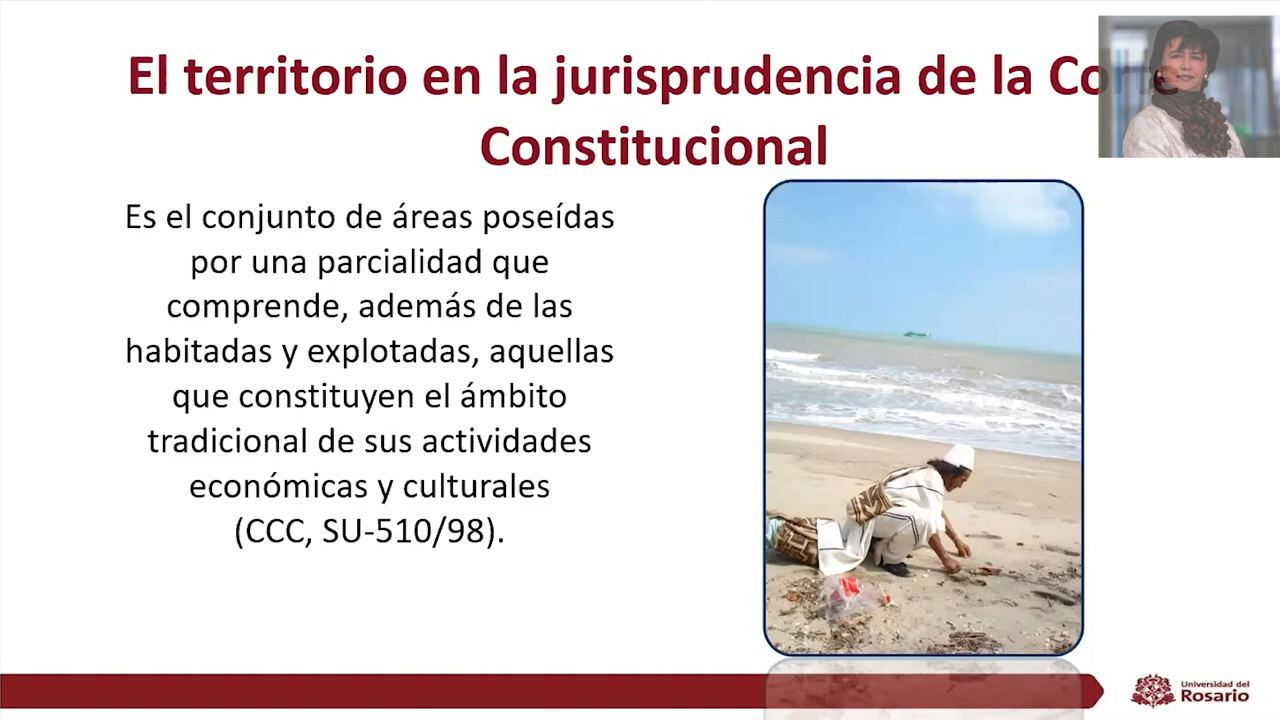 El territorio en la jurisprudencia de la Corte
Constitucional
Es el conjunto de áreas poseídas
por una parcialidad que
comprende, además de las
habitadas y explotadas, aquellas
que constituyen el ámbito
tradicional de sus actividades
económicas y culturales
(CCC, SU-510/98).
Universidad del
Rosario